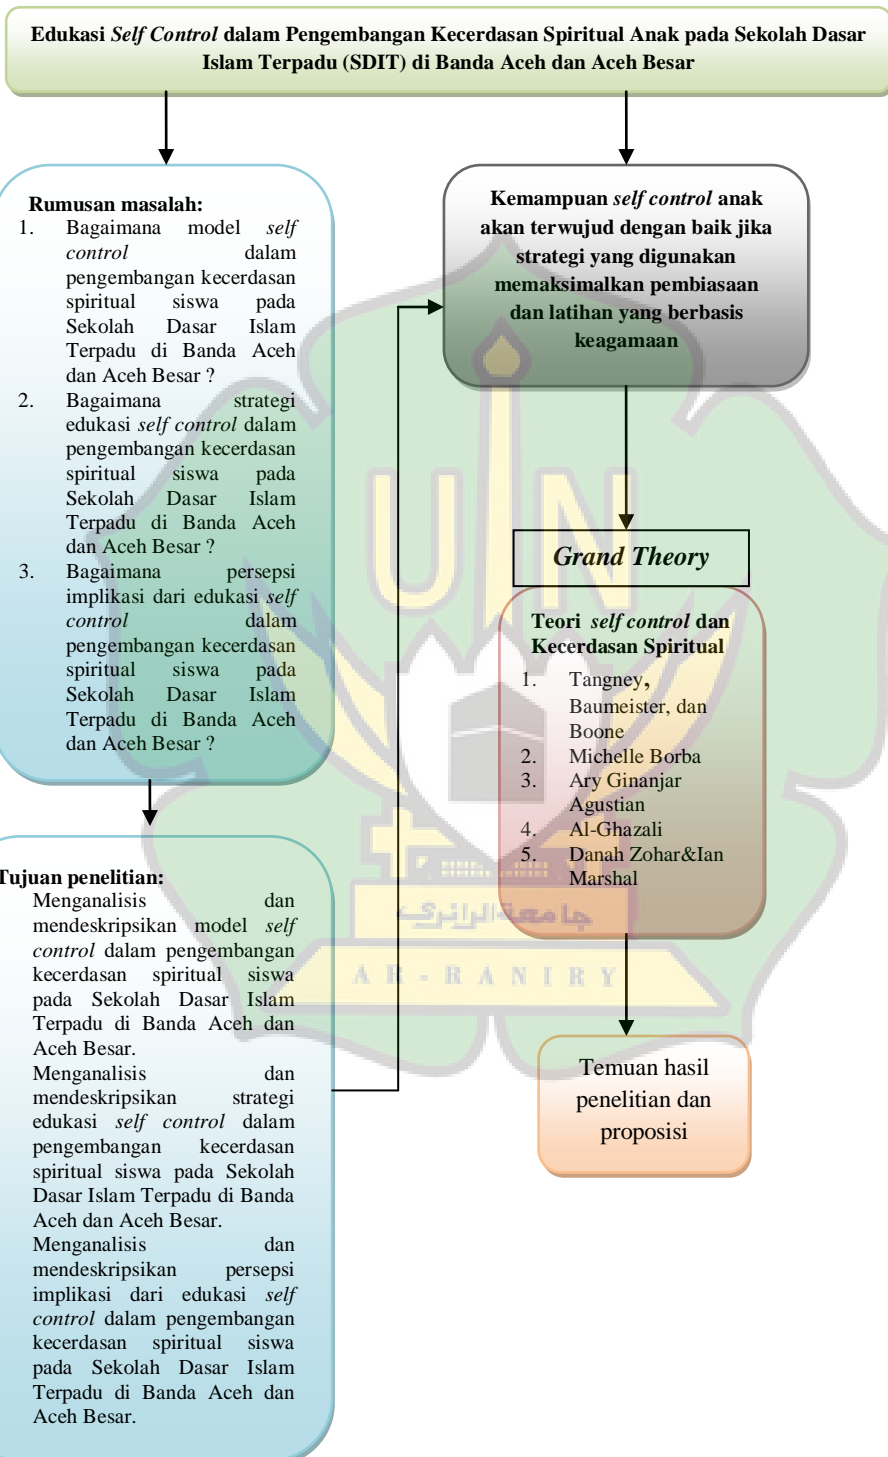 Edukasi Self Control dalam Pengembangan Kecerdasan Spiritual Anak pada Sekolah Dasar
Islam Terpadu (SDIT) di Banda Aceh dan Aceh Besar
Rumusan masalah:
1. Bagaimana model self
control dalam
pengembangan kecerdasan
spiritual siswa pada
Sekolah Dasar Islam
Terpadu di Banda Aceh
dan Aceh Besar ?
2. Bagaimana strategi
edukasi self control dalam
pengembangan kecerdasan
spiritual siswa pada
Sekolah Dasar Islam
Terpadu di Banda Aceh
dan Aceh Besar ?
3. Bagaimana persepsi
implikasi dari edukasi self
control dalam
pengembangan kecerdasan
spiritual siswa pada
Sekolah Dasar Islam
Terpadu di Banda Aceh
dan Aceh Besar ?
Tujuan penelitian:
Menganalisis dan
mendeskripsikan model self
control dalam pengembangan
kecerdasan spiritual siswa
pada Sekolah Dasar Islam
Terpadu di Banda Aceh dan
Aceh Besar.
Menganalisis dan
mendeskripsikan strategi
edukasi self control dalam
pengembangan kecerdasan
spiritual siswa pada Sekolah
Dasar Islam Terpadu di Banda
Aceh dan Aceh Besar.
Menganalisis dan
mendeskripsikan persepsi
implikasi dari edukasi self
control dalam pengembangan
kecerdasan spiritual siswa
pada Sekolah Dasar Islam
Terpadu di Banda Aceh dan
Aceh Besar.
Kemampuan self control anak
akan terwujud dengan baik jika
strategi yang digunakan
memaksimalkan pembiasaan
dan latihan yang berbasis
keagamaan
Grand Theory
Teori self control dan
Kecerdasan Spiritual
1. Tangney,
Baumeister, dan
Boone
2. Michelle Borba
3. Ary Ginanjar
Agustian
4. Al-Ghazali
5. Danah Zohar&Ian
Marshal
Temuan hasil
penelitian dan
proposisi
UIN
جامعة الرانري
AR-RANIRY